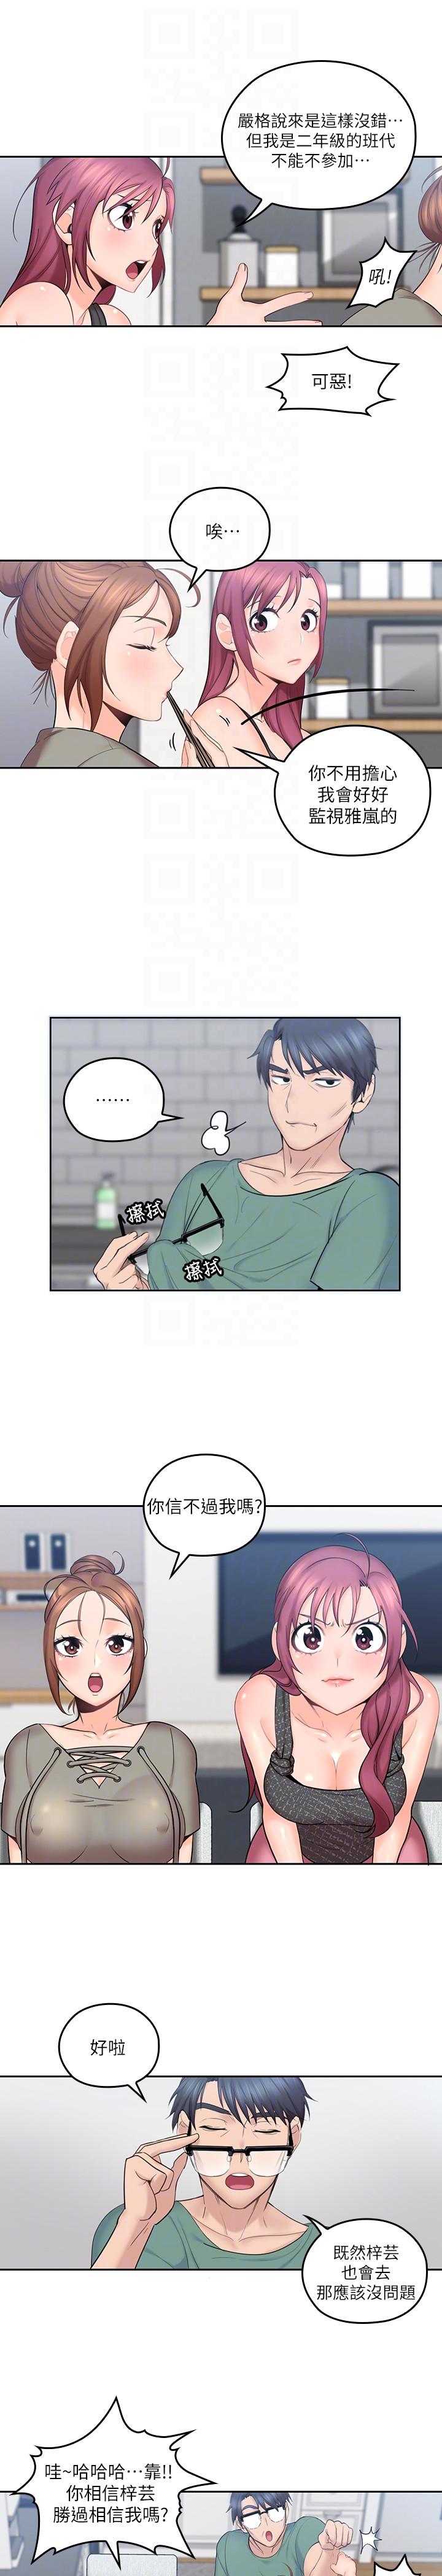 嚴格說來是這樣沒錯⋯
但我是二年級的班代
不能不參加⋯
吼!
可惡!
唉⋯
你不用擔心
我會好好
監視雅嵐的
⋯⋯
擦拭
擦拭
你信不過我嗎?
好啦
既然梓芸
也會去
那應該沒問題
哇~哈哈哈⋯靠!!
你相信梓芸
勝過相信我嗎?